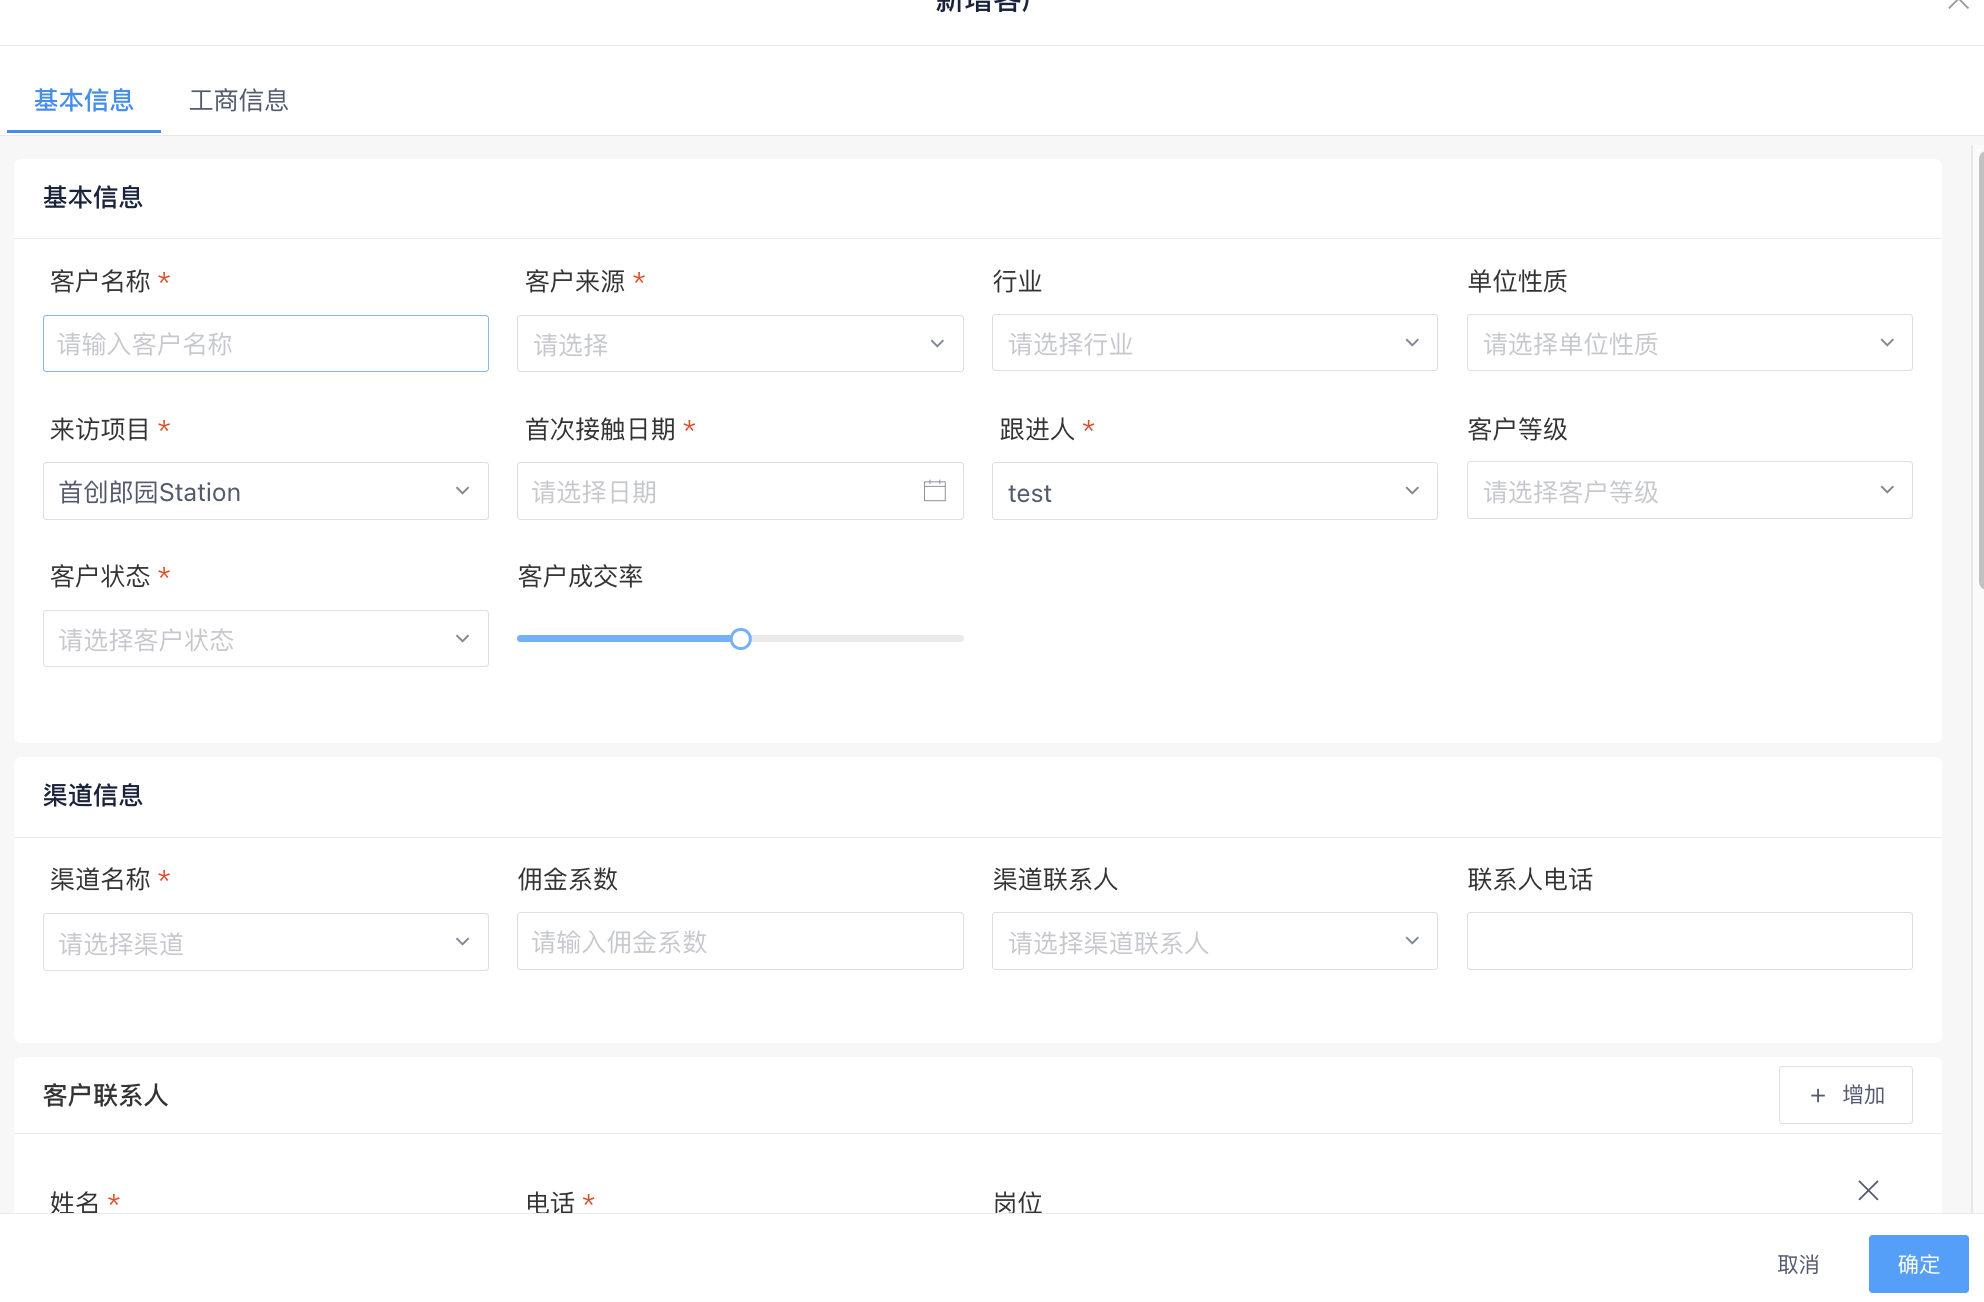 新增客户
基本信息 工商信息
基本信息
客户名称 * 客户来源 * 行业 单位性质
请输入客户名称 请选择 请选择行业 请选择单位性质
来访项目 * 首次接触日期 * 跟进人 * 客户等级
首创郎园Station 请选择日期 test 请选择客户等级
客户状态 * 客户成交率
请选择客户状态
渠道信息
渠道名称 * 佣金系数 渠道联系人 联系人电话
请选择渠道 请输入佣金系数 请选择渠道联系人
客户联系人 + 增加
姓名 * 电话 * 岗位
取消 确定